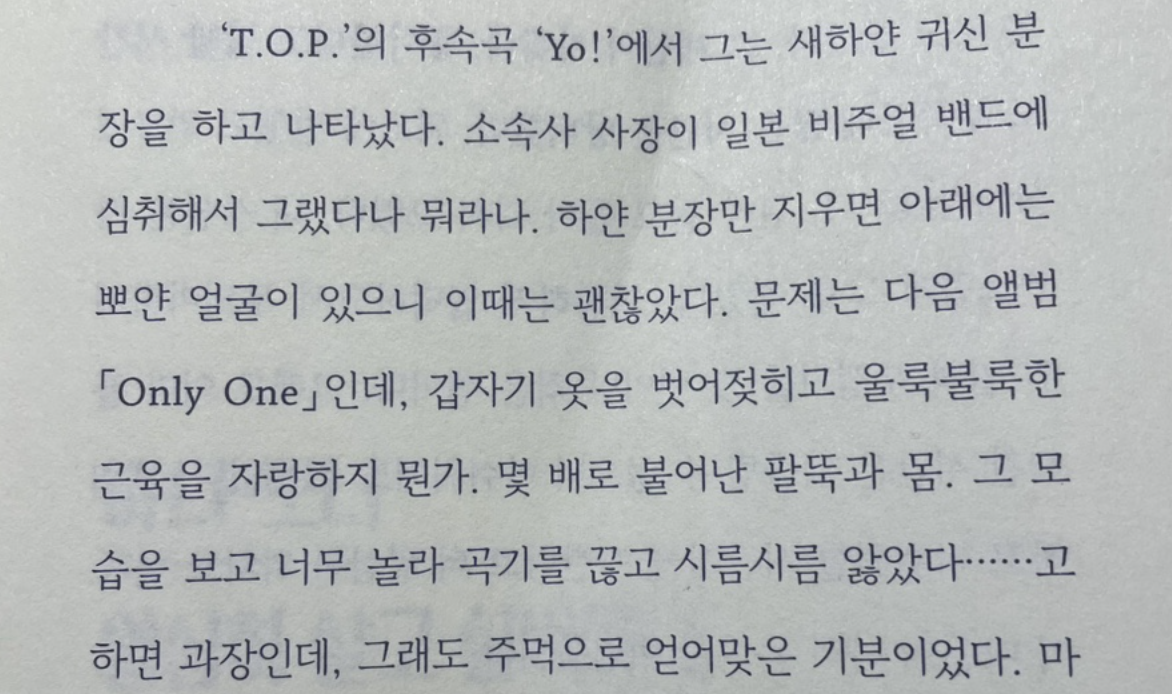 ‘T.O.P.’의 후속곡 ‘Yo!’에서 그는 새하얀 귀신 분
장을 하고 나타났다. 소속사 사장이 일본 비주얼 밴드에
심취해서 그랬다나 뭐라나. 하얀 분장만 지우면 아래에는
뽀얀 얼굴이 있으니 이때는 괜찮았다. 문제는 다음 앨범
「Only One」인데, 갑자기 옷을 벗어젖히고 울룩불룩한
근육을 자랑하지 뭔가. 몇 배로 불어난 팔뚝과 몸. 그 모
습을 보고 너무 놀라 곡기를 끊고 시름시름 앓았다……고
하면 과장인데, 그래도 주먹으로 얻어맞은 기분이었다. 마